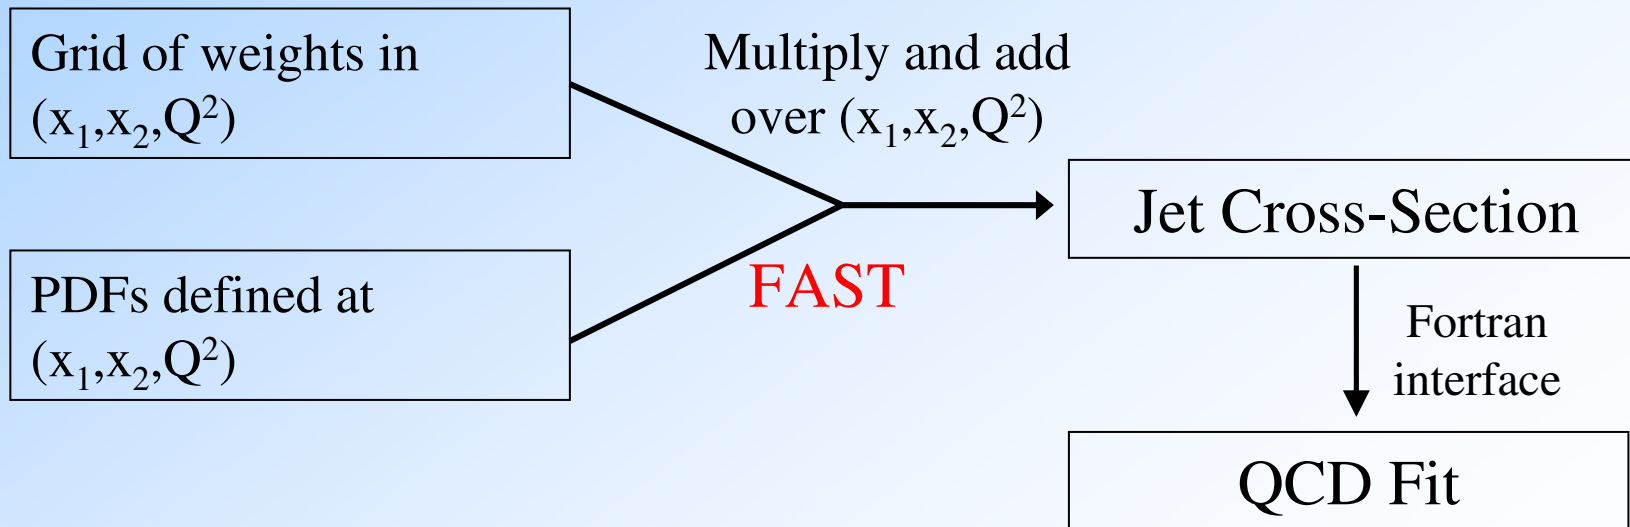 Grid of weights in
(x₁,x₂,Q²)
Multiply and add
over (x₁,x₂,Q²)
PDFs defined at
(x₁,x₂,Q²)
FAST
Jet Cross-Section
Fortran
interface
QCD Fit